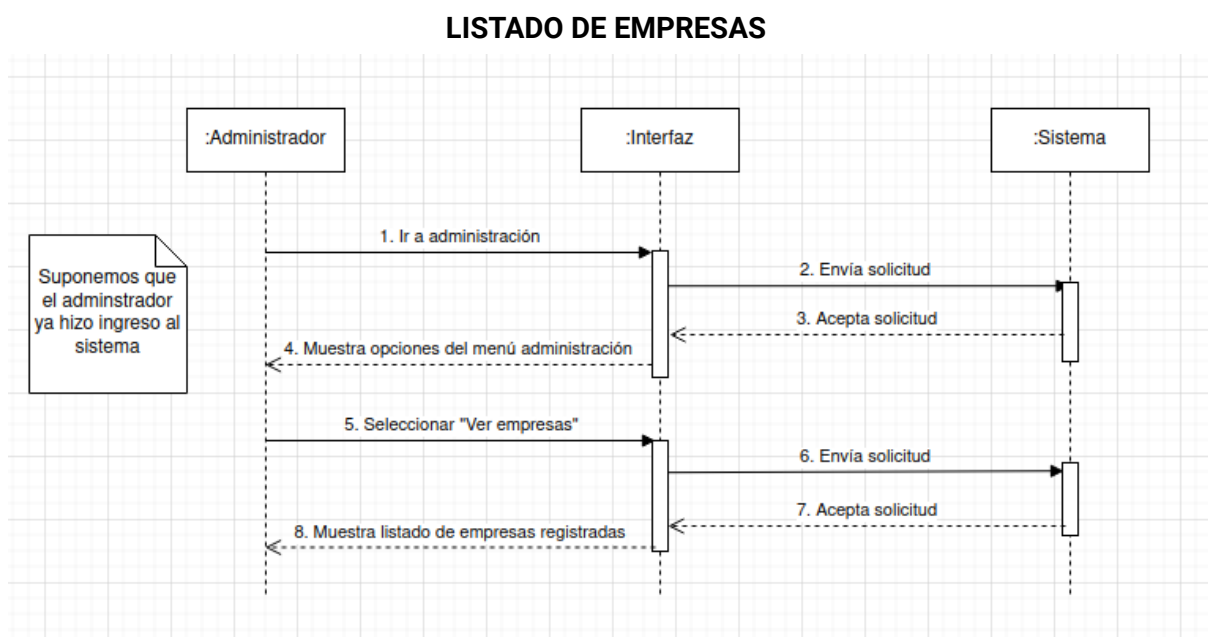 LISTADO DE EMPRESAS
:Administrador
:Interfaz
:Sistema
Suponemos que
el adminstrador
ya hizo ingreso al
sistema
1. Ir a administración
2. Envía solicitud
3. Acepta solicitud
4. Muestra opciones del menú administración
5. Seleccionar "Ver empresas"
6. Envía solicitud
7. Acepta solicitud
8. Muestra listado de empresas registradas